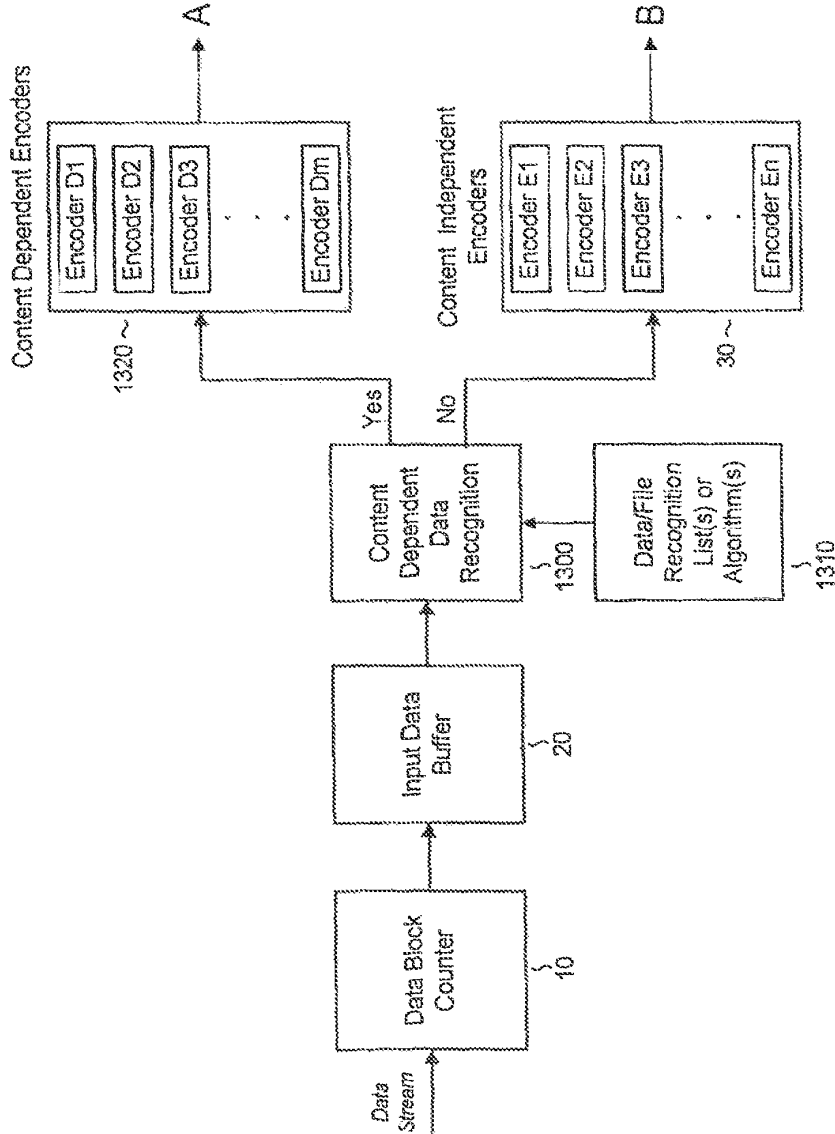 Data
Stream
Data Block
Counter
10
Input Data
Buffer
20
Content
Dependent
Data
Recognition
1300
Data/File
Recognition
List(s) or
Algorithm(s)
1310
Yes
No
Content Dependent Encoders
Encoder D1
Encoder D2
Encoder D3
Encoder Dm
1320
A
Content Independent
Encoders
Encoder E1
Encoder E2
Encoder E3
Encoder En
30
B